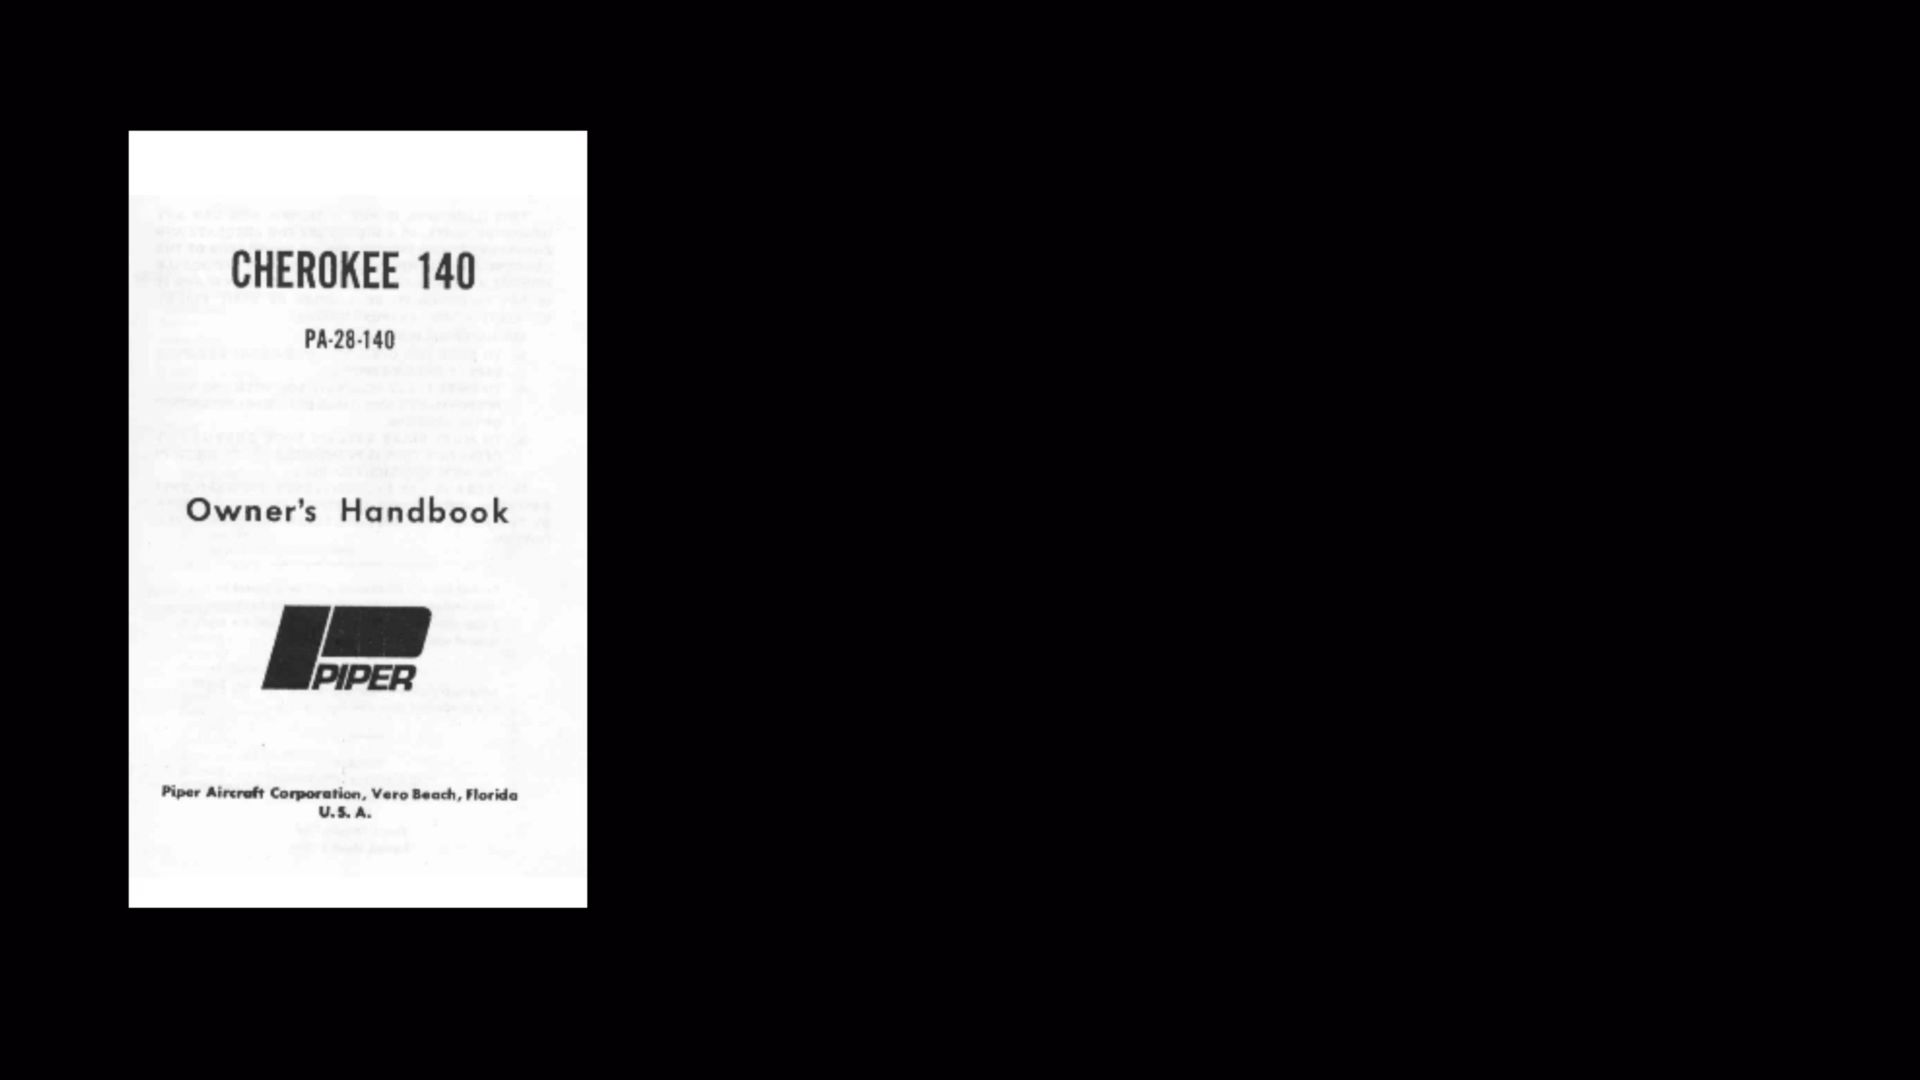 CHEROKEE 140
PA-28-140
Owner's Handbook
PIPER
Piper Aircraft Corporation, Vero Beach, Florida
U. S. A.